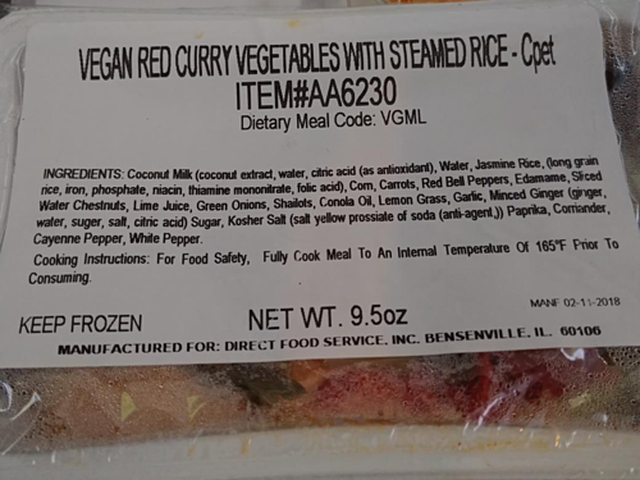 VEGAN RED CURRY VEGETABLES WITH STEAMED RICE - Cpet
ITEM#AA6230
Dietary Meal Code: VGML
INGREDIENTS: Coconut Milk (coconut extract, water, citric acid (as antioxidant), Water, Jasmine Rice, (long grain
rice, iron, phosphate, niacin, thiamine mononitrate, folic acid), Corn, Carrots, Red Bell Peppers, Edamame, Sliced
Water Chestnuts, Lime Juice, Green Onions, Shailots, Conola Oil, Lemon Grass, Garlic, Minced Ginger (ginger,
water, suger, salt, citric acid) Sugar, Kosher Salt (salt yellow prossiate of soda (anti-agent,)) Paprika, Corriander,
Cayenne Pepper, White Pepper.
Cooking Instructions: For Food Safety, Fully Cook Meal To An Internal Temperature Of 165°F Prior To
Consuming.
MANF 02-11-2018
KEEP FROZEN NET WT. 9.5oz
MANUFACTURED FOR: DIRECT FOOD SERVICE, INC. BENSENVILLE, IL. 60106